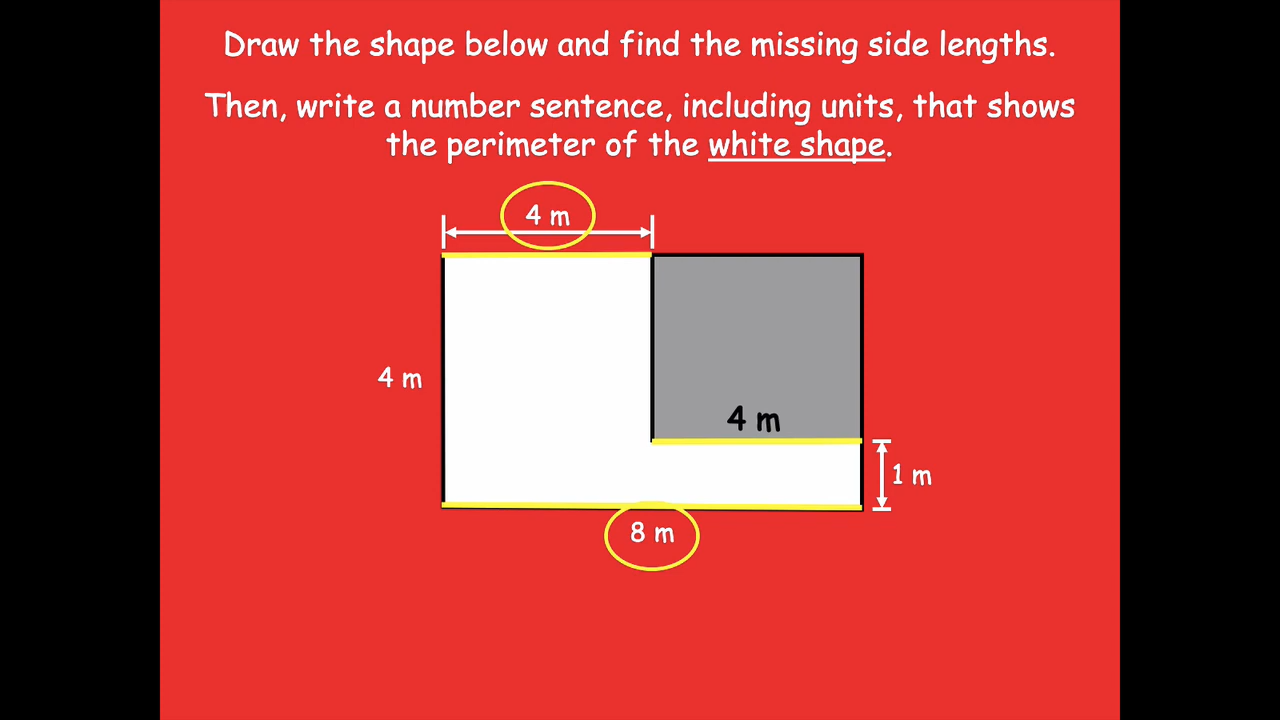 Draw the shape below and find the missing side lengths.
Then, write a number sentence, including units, that shows
the perimeter of the white shape.
4 m
4 m
4 m
1 m
8 m